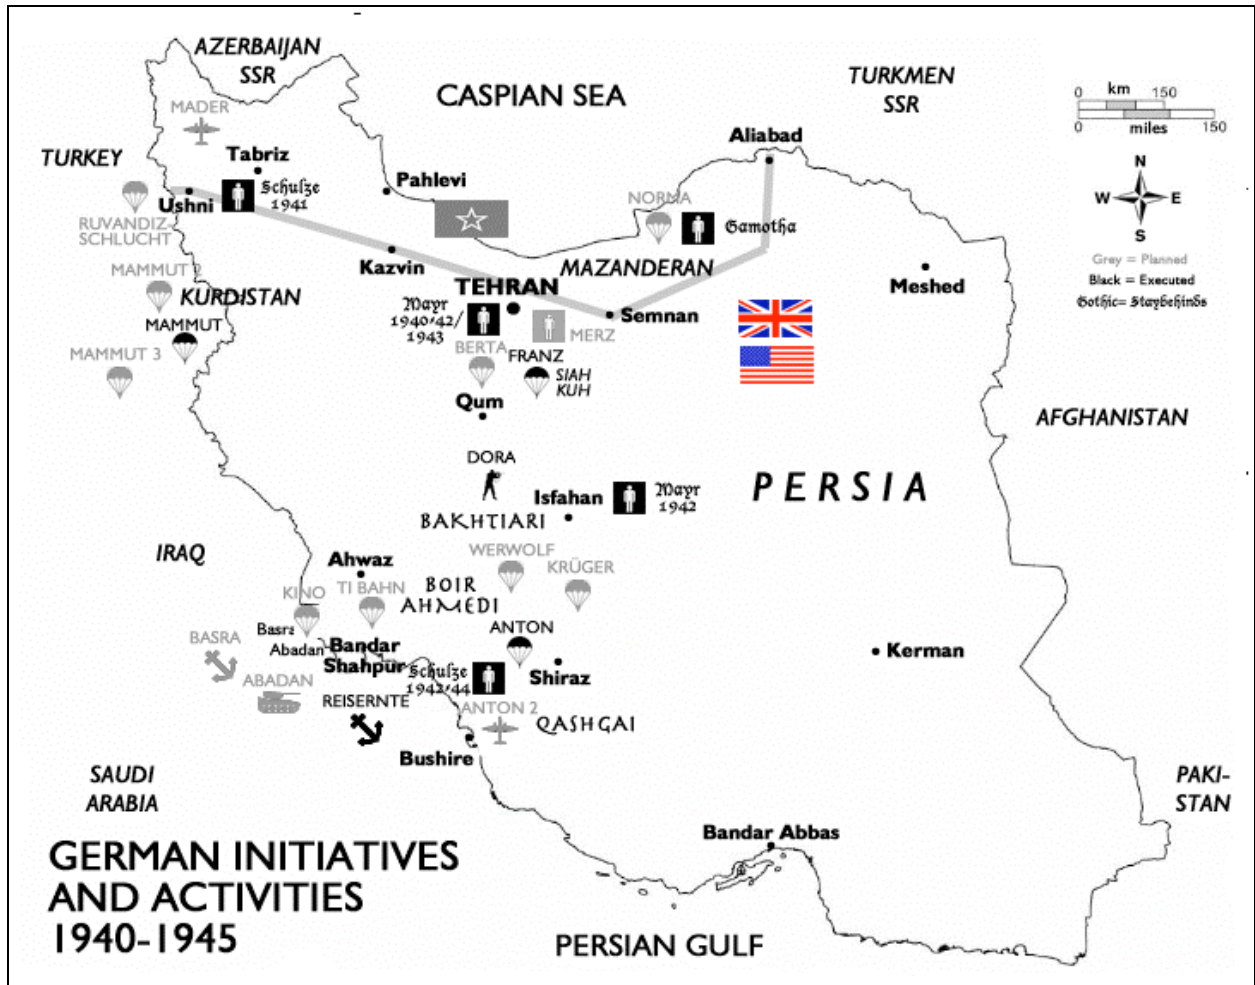 AZERBAIJAN
SSR
CASPIAN SEA
TURKMEN
SSR
0 km 150
0 miles 150
MADER
TURKEY
Tabriz
Aliabad
N
W E
S
Pahlevi
Schulze
1941
Ushni
RUVANDIZ-
SCHLUCHT
NORMA
Gamotha
Grey = Planned
Black = Executed
Gothic= Staybehinds
Kazvin
MAZANDERAN
MAMMUT 2
KURDISTAN
TEHRAN
Meshed
Mayr
1940/42/
1943
Semnan
MERZ
MAMMUT
MAMMUT 3
BERTA
FRANZ
SIAH
KUH
Qum
AFGHANISTAN
DORA
PERSIA
Isfahan
Mayr
1942
BAKHTIARI
IRAQ
Ahwaz
WERWOLF
KRÜGER
KINO
TI BAHN
BOIR
AHMEDI
Basra
Abadan
BASRA
Bandar
Shahpur
ANTON
Kerman
Schulze
1942/44
Shiraz
ABADAN
REISERNTE
ANTON 2
QASHGAI
Bushire
SAUDI
ARABIA
PAKI-
STAN
Bandar Abbas
GERMAN INITIATIVES
AND ACTIVITIES
1940-1945
PERSIAN GULF